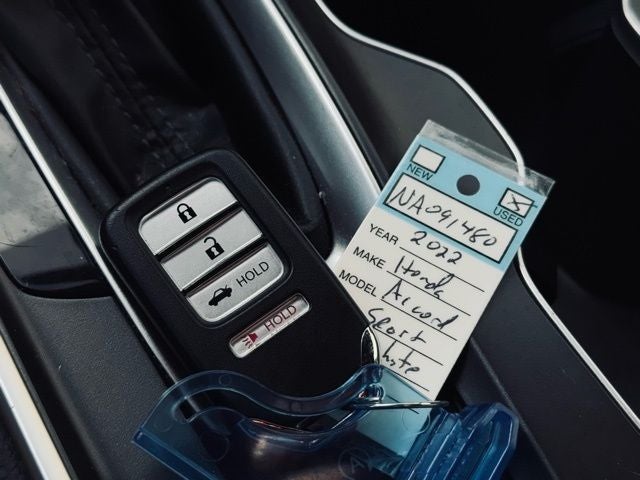 HOLD
HOLD
NEW
USED
NA091480
YEAR 2022
MAKE Honda
MODEL Accord
Sport